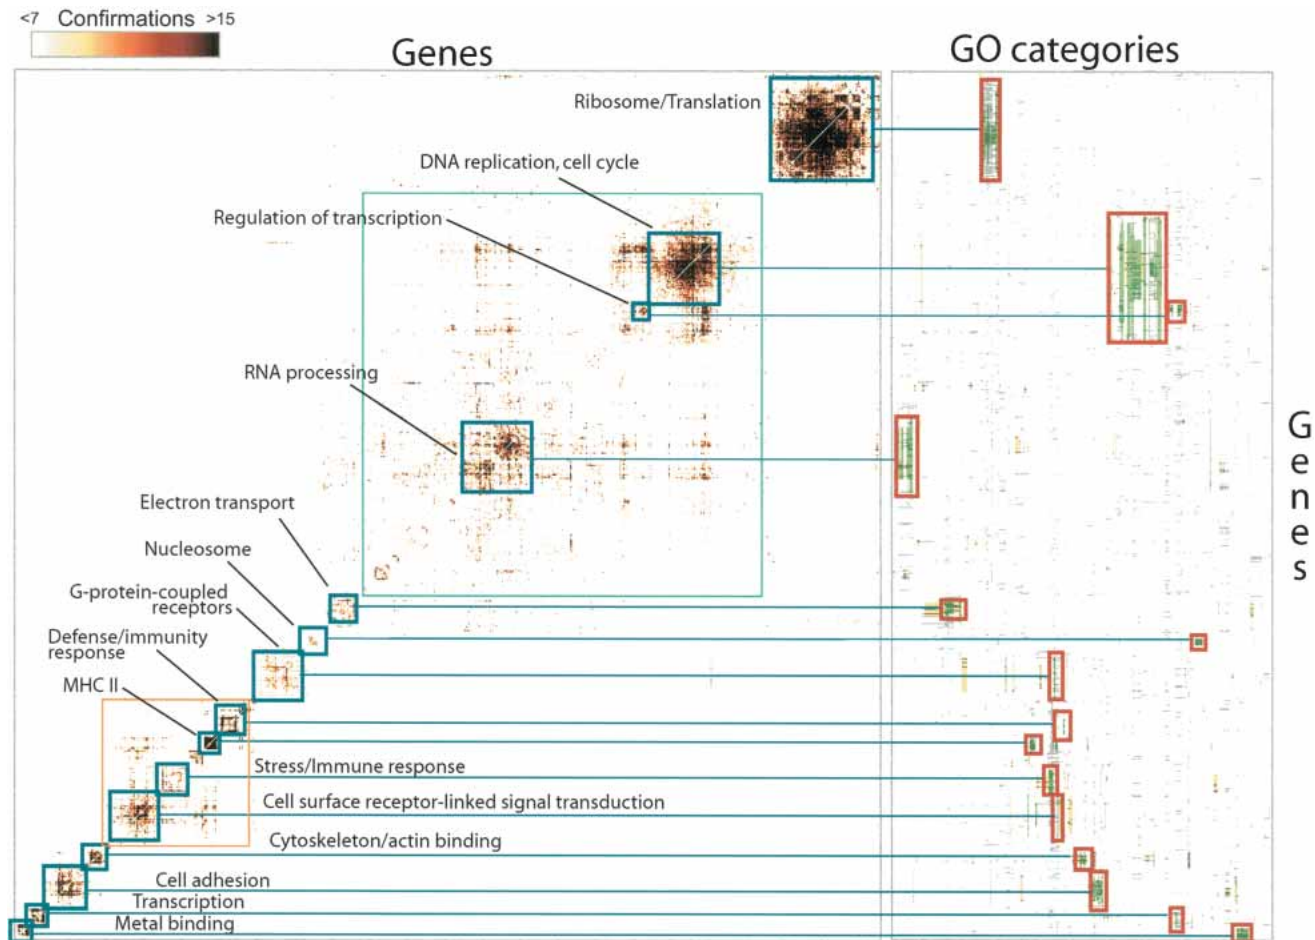 <7 Confirmations >15
Genes
GO categories
Ribosome/Translation
DNA replication, cell cycle
Regulation of transcription
RNA processing
Electron transport
Nucleosome
G-protein-coupled
receptors
Defense/immunity
response
MHC II
Stress/Immune response
Cell surface receptor-linked signal transduction
Cytoskeleton/actin binding
Cell adhesion
Transcription
Metal binding
Genes